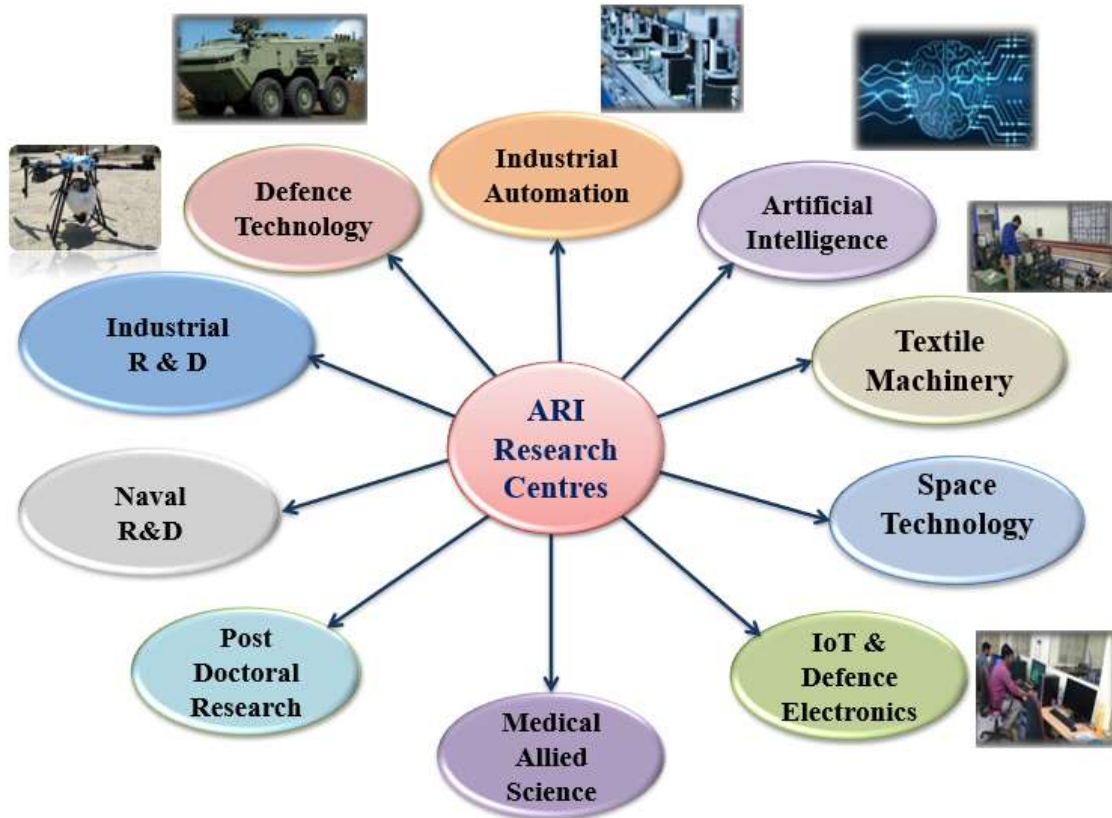 Industrial
Automation
Defence
Technology
Artificial
Intelligence
Industrial
R & D
Textile
Machinery
ARI
Research
Centres
Naval
R&D
Space
Technology
Post
Doctoral
Research
IoT &
Defence
Electronics
Medical
Allied
Science